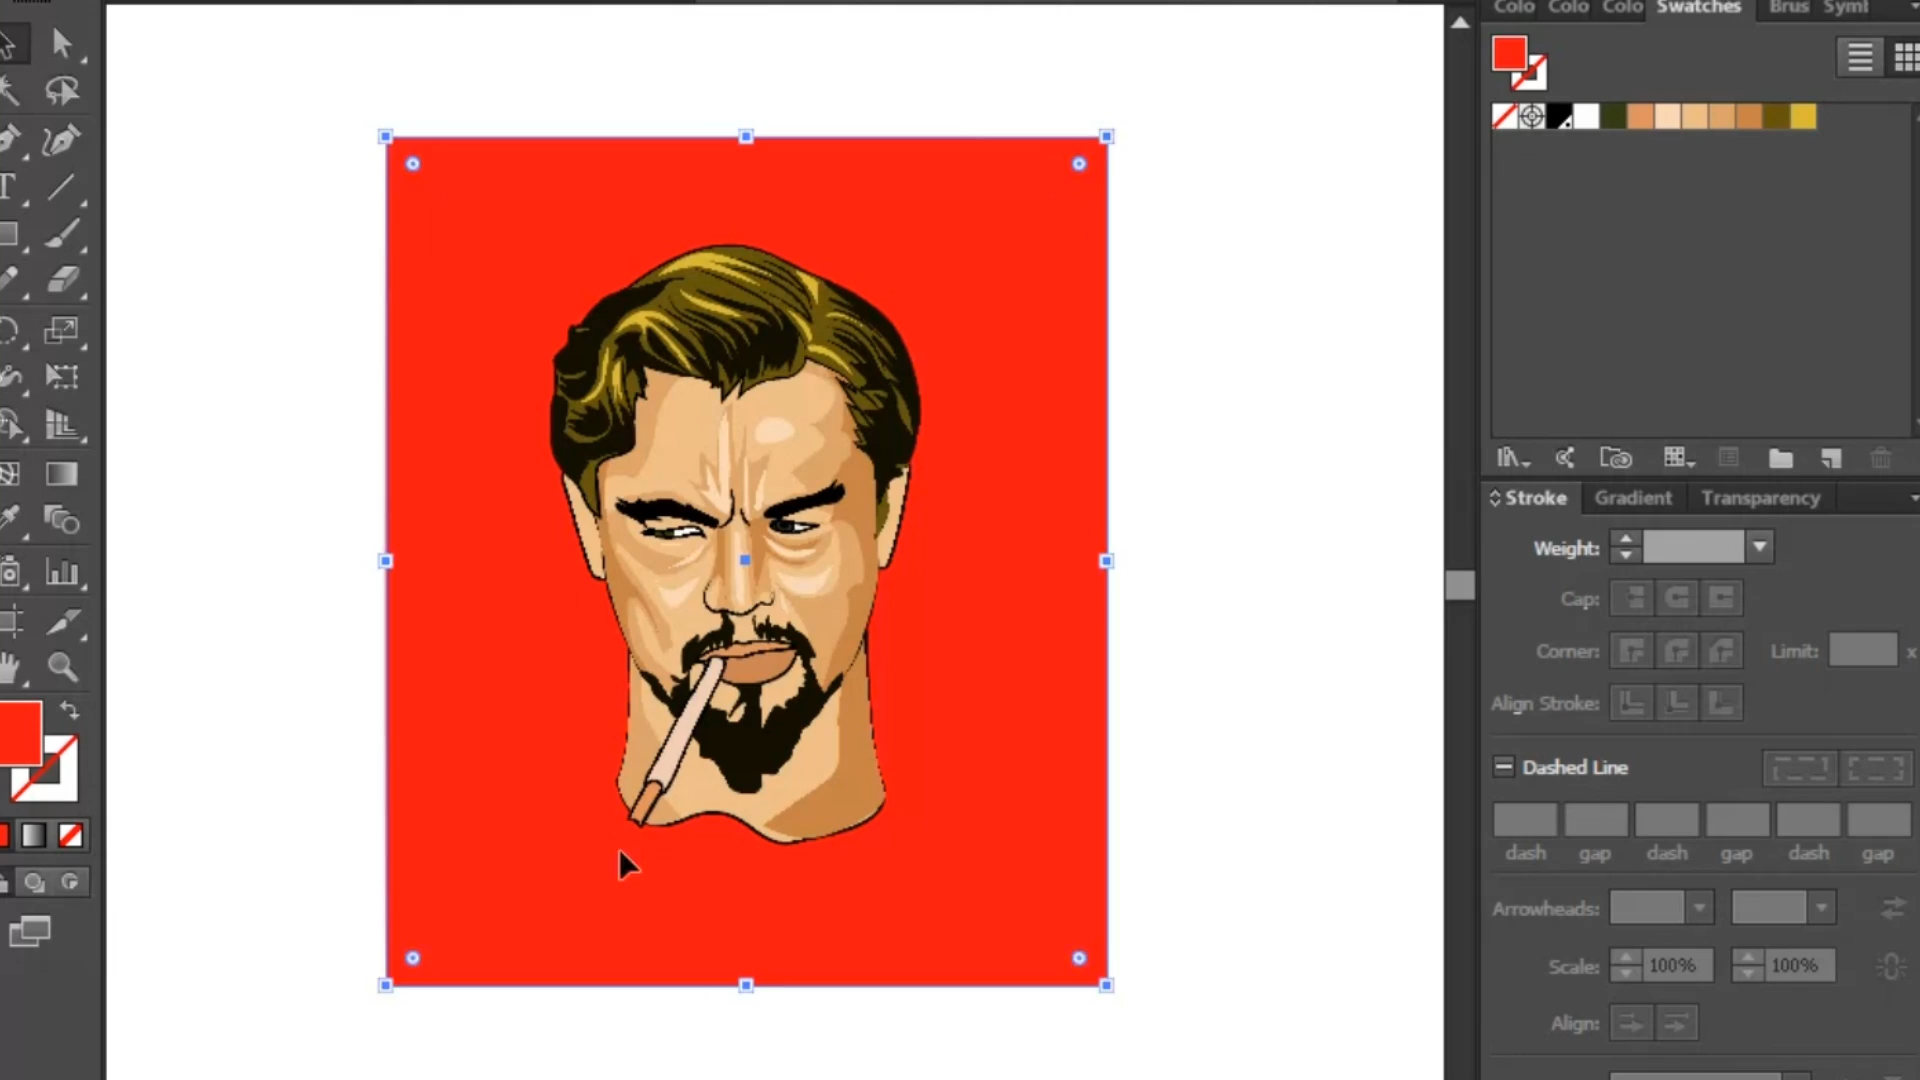 Colo Colo Colo Swatches Brus Symb
T
Stroke Gradient Transparency
Weight:
Cap:
Corner: Limit: x
Align Stroke:
Dashed Line
dash gap dash gap dash gap
Arrowheads:
Scale: 100% 100%
Align: